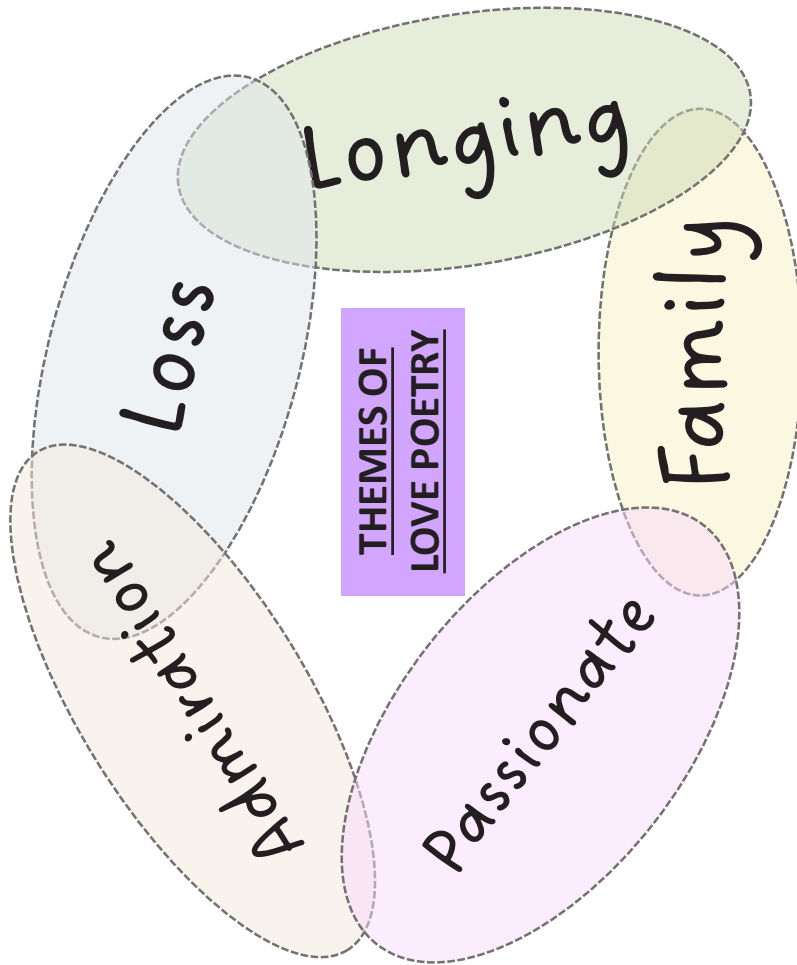 Longing
Family
Loss
THEMES OF
LOVE POETRY
Admiration
Passionate